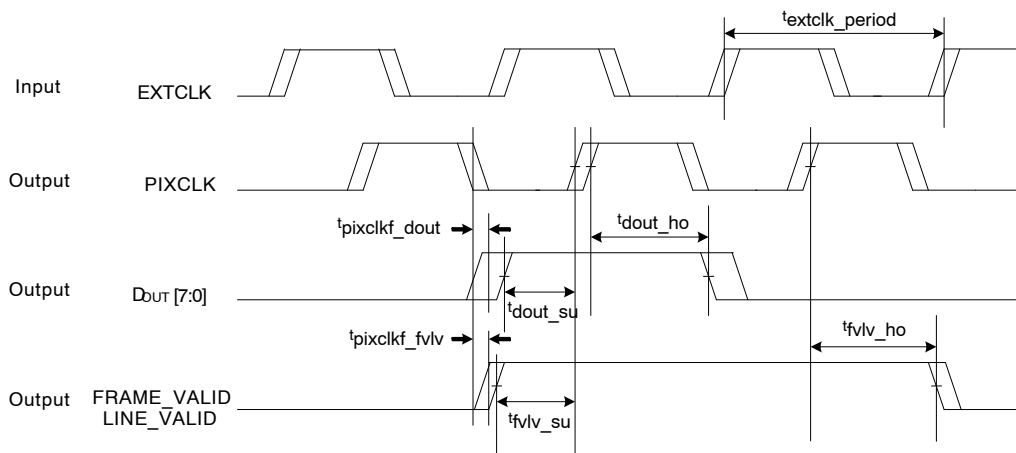 textclk_period
Input EXTCLK
Output PIXCLK
tpixclkf_dout
tdout_ho
Output DOUT [7:0]
tdout_su
tpixclkf_fvlv
tfvlv_ho
Output FRAME_VALID
LINE_VALID
tfvlv_su